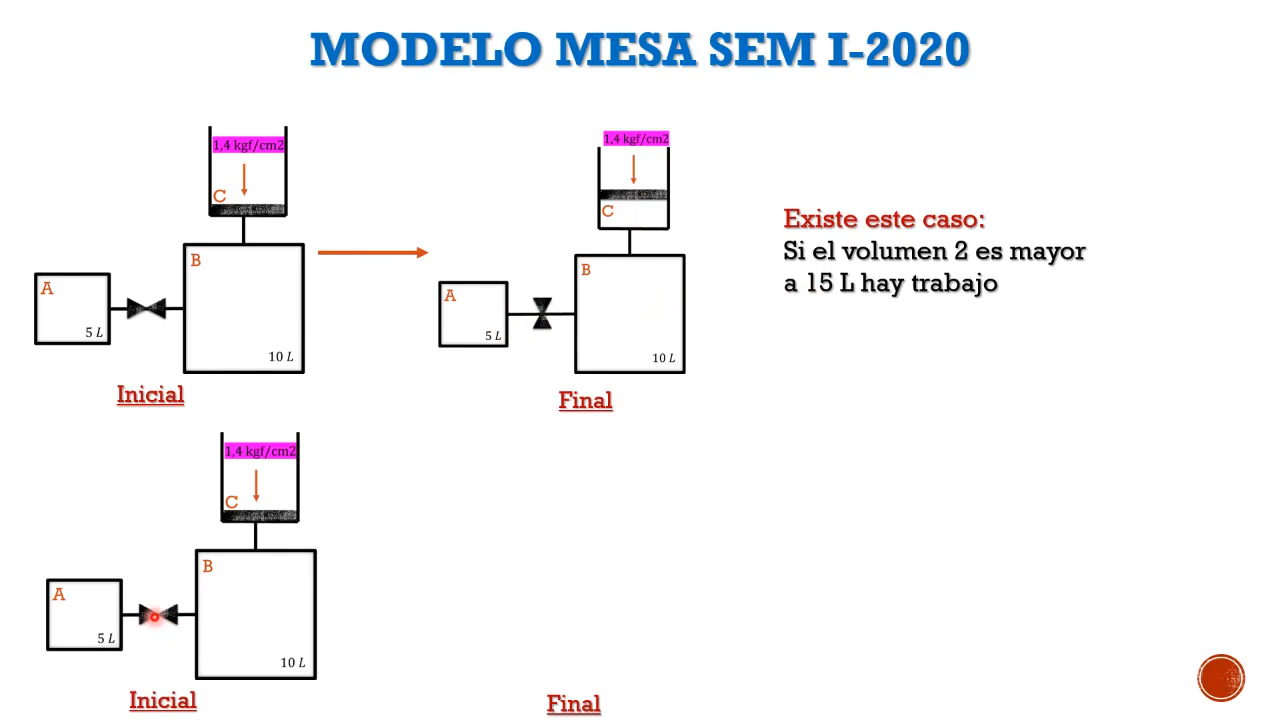 MODELO MESA SEM I-2020
1,4 kgf/cm2
C
B
A
5 L
10 L
Inicial
1,4 kgf/cm2
C
B
A
5 L
10 L
Final
Existe este caso:
Si el volumen 2 es mayor
a 15 L hay trabajo
1,4 kgf/cm2
C
B
A
5 L
10 L
Inicial
Final